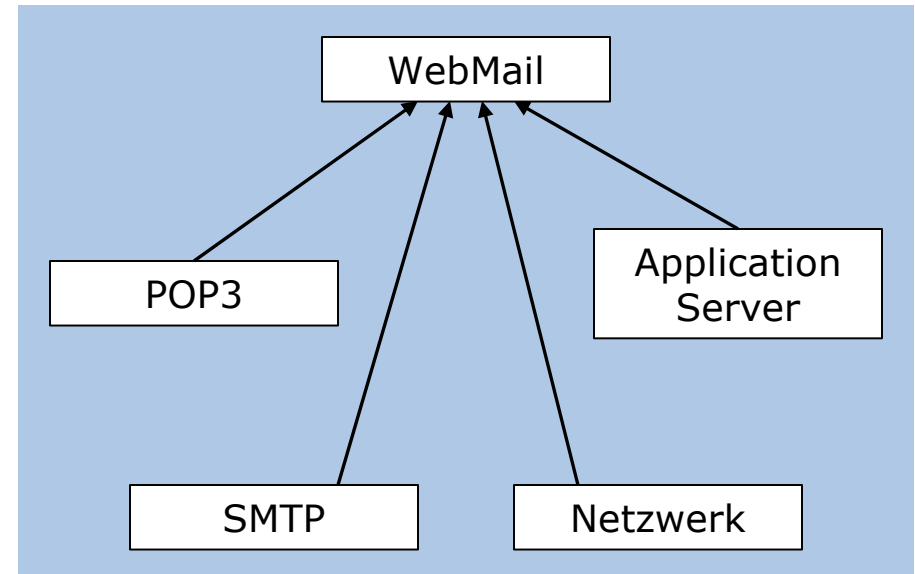 WebMail
POP3
Application
Server
SMTP
Netzwerk